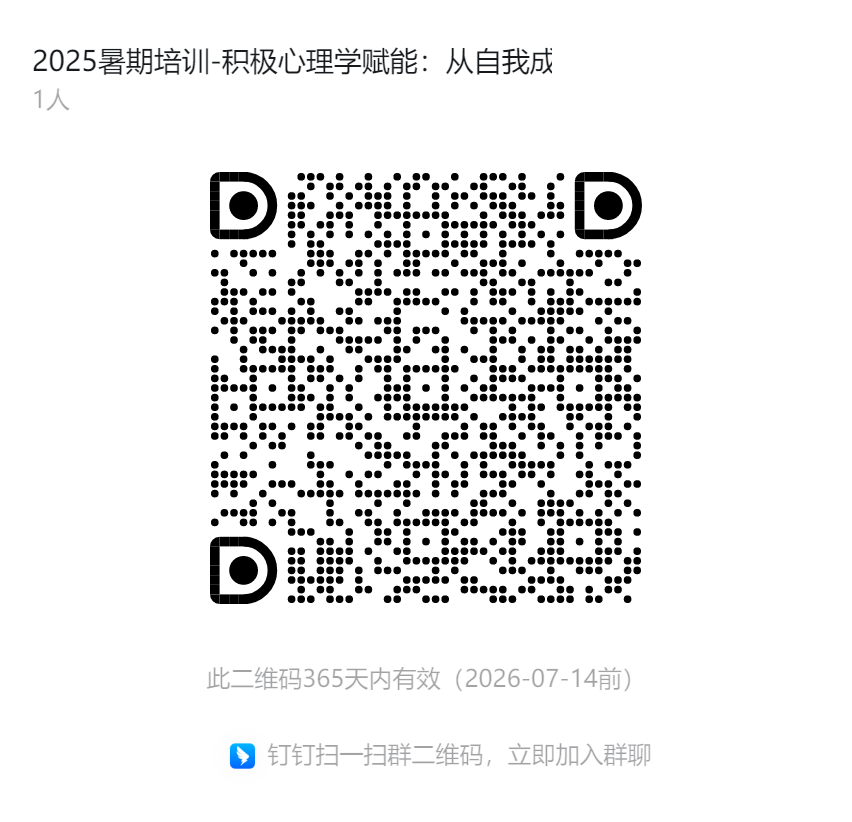 2025暑期培训-积极心理学赋能：从自我成
1人
此二维码365天内有效（2026-07-14前）
钉钉扫一扫群二维码，立即加入群聊